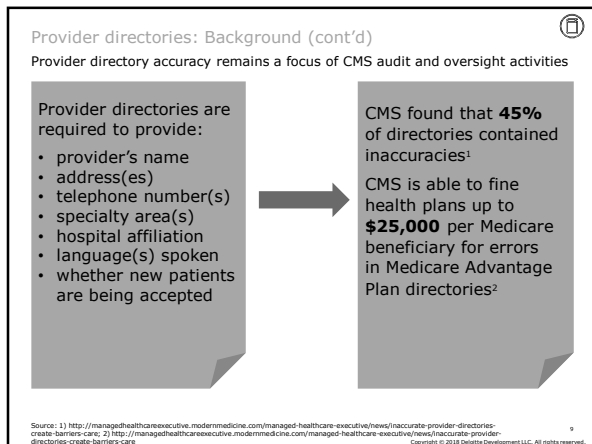 Provider directories: Background (cont’d)
Provider directory accuracy remains a focus of CMS audit and oversight activities
Provider directories are
required to provide:
• provider’s name
• address(es)
• telephone number(s)
• specialty area(s)
• hospital affiliation
• language(s) spoken
• whether new patients
are being accepted
CMS found that 45%
of directories contained
inaccuracies1
CMS is able to fine
health plans up to
$25,000 per Medicare
beneficiary for errors
in Medicare Advantage
Plan directories2
Source: 1) http://managedhealthcareexecutive.modernmedicine.com/managed-healthcare-executive/news/inaccurate-provider-directories-
create-barriers-care; 2) http://managedhealthcareexecutive.modernmedicine.com/managed-healthcare-executive/news/inaccurate-provider-
directories-create-barriers-care
9
Copyright © 2018 Deloitte Development LLC. All rights reserved.